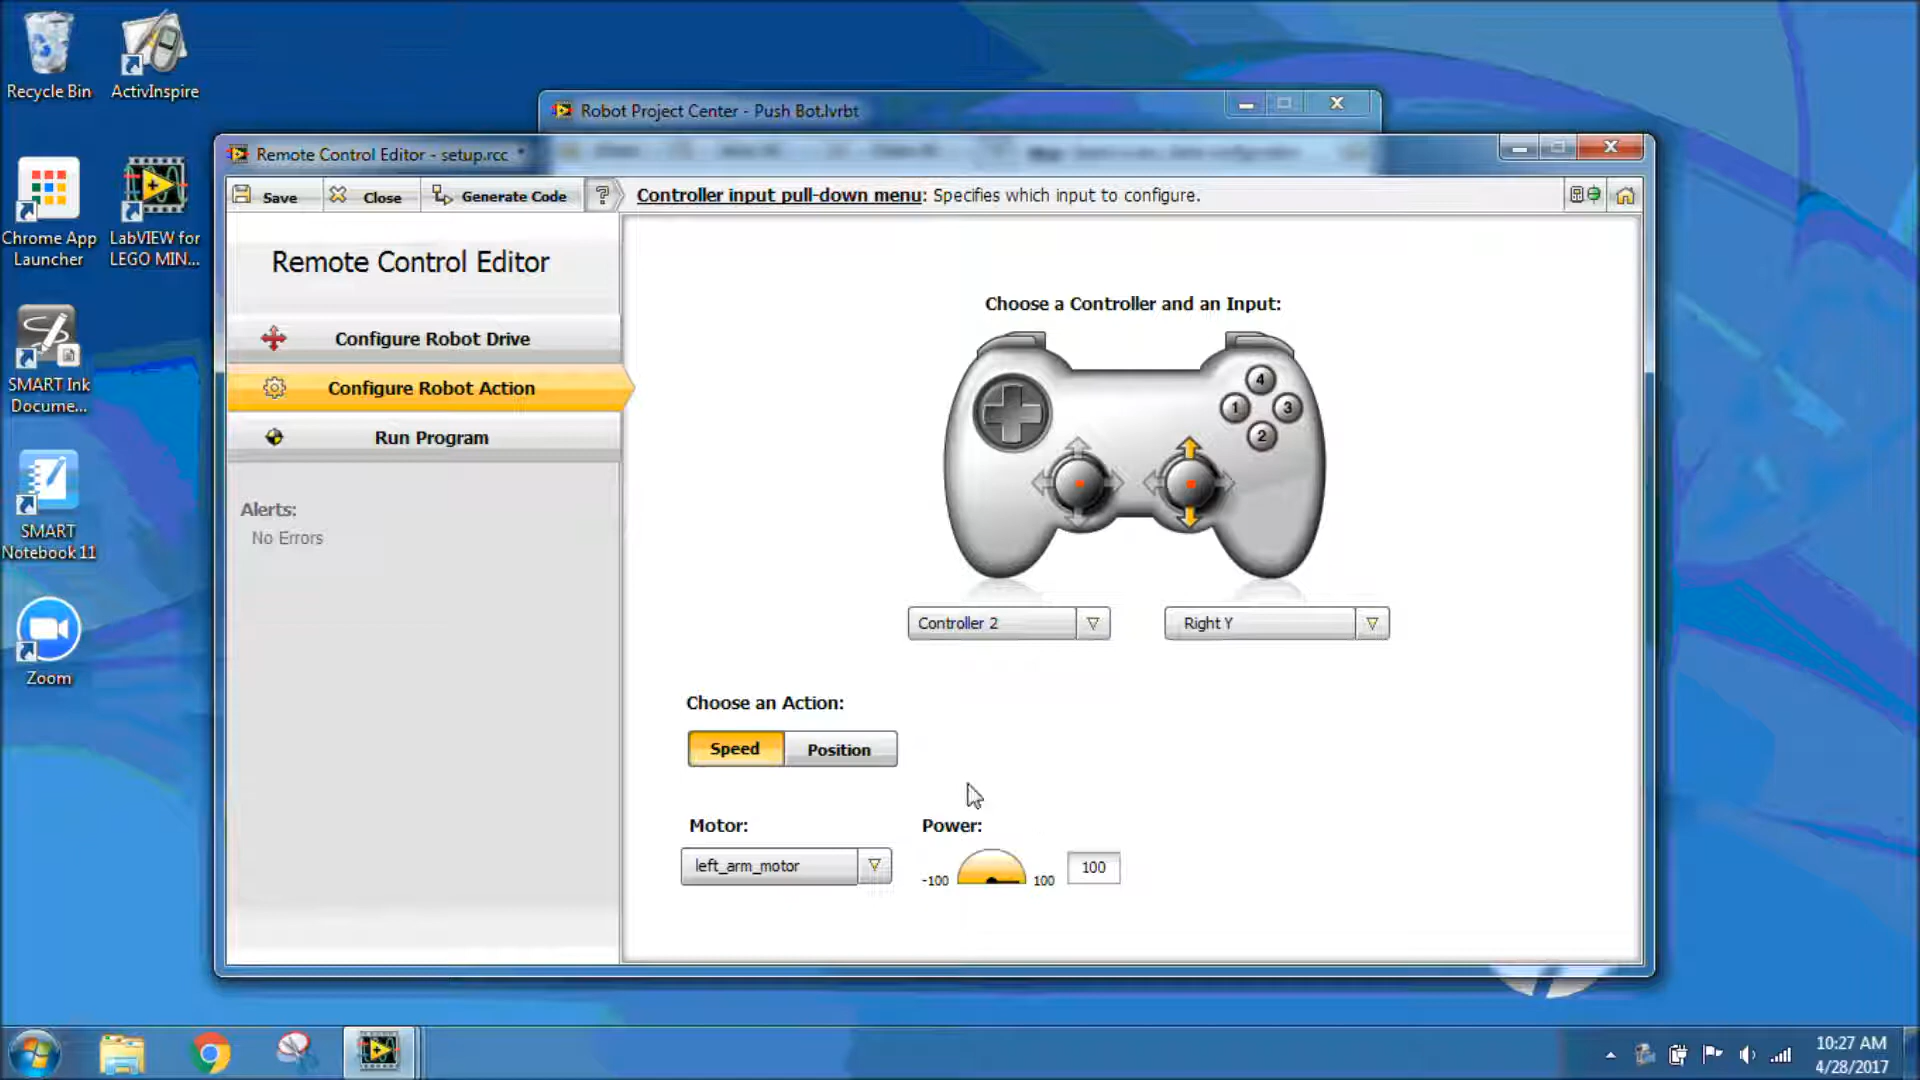 Recycle Bin
ActivInspire
Chrome App
Launcher
LabVIEW for
LEGO MIN...
SMART Ink
Docume...
SMART
Notebook 11
Zoom
Robot Project Center - Push Bot.lvrbt
Remote Control Editor - setup.rcc *
Save
Close
Generate Code
?
Controller input pull-down menu: Specifies which input to configure.
Remote Control Editor
Configure Robot Drive
Configure Robot Action
Run Program
Alerts:
No Errors
Choose a Controller and an Input:
4
1
3
2
Controller 2
Right Y
Choose an Action:
Speed
Position
Motor:
Power:
left_arm_motor
-100
100
100
10:27 AM
4/28/2017